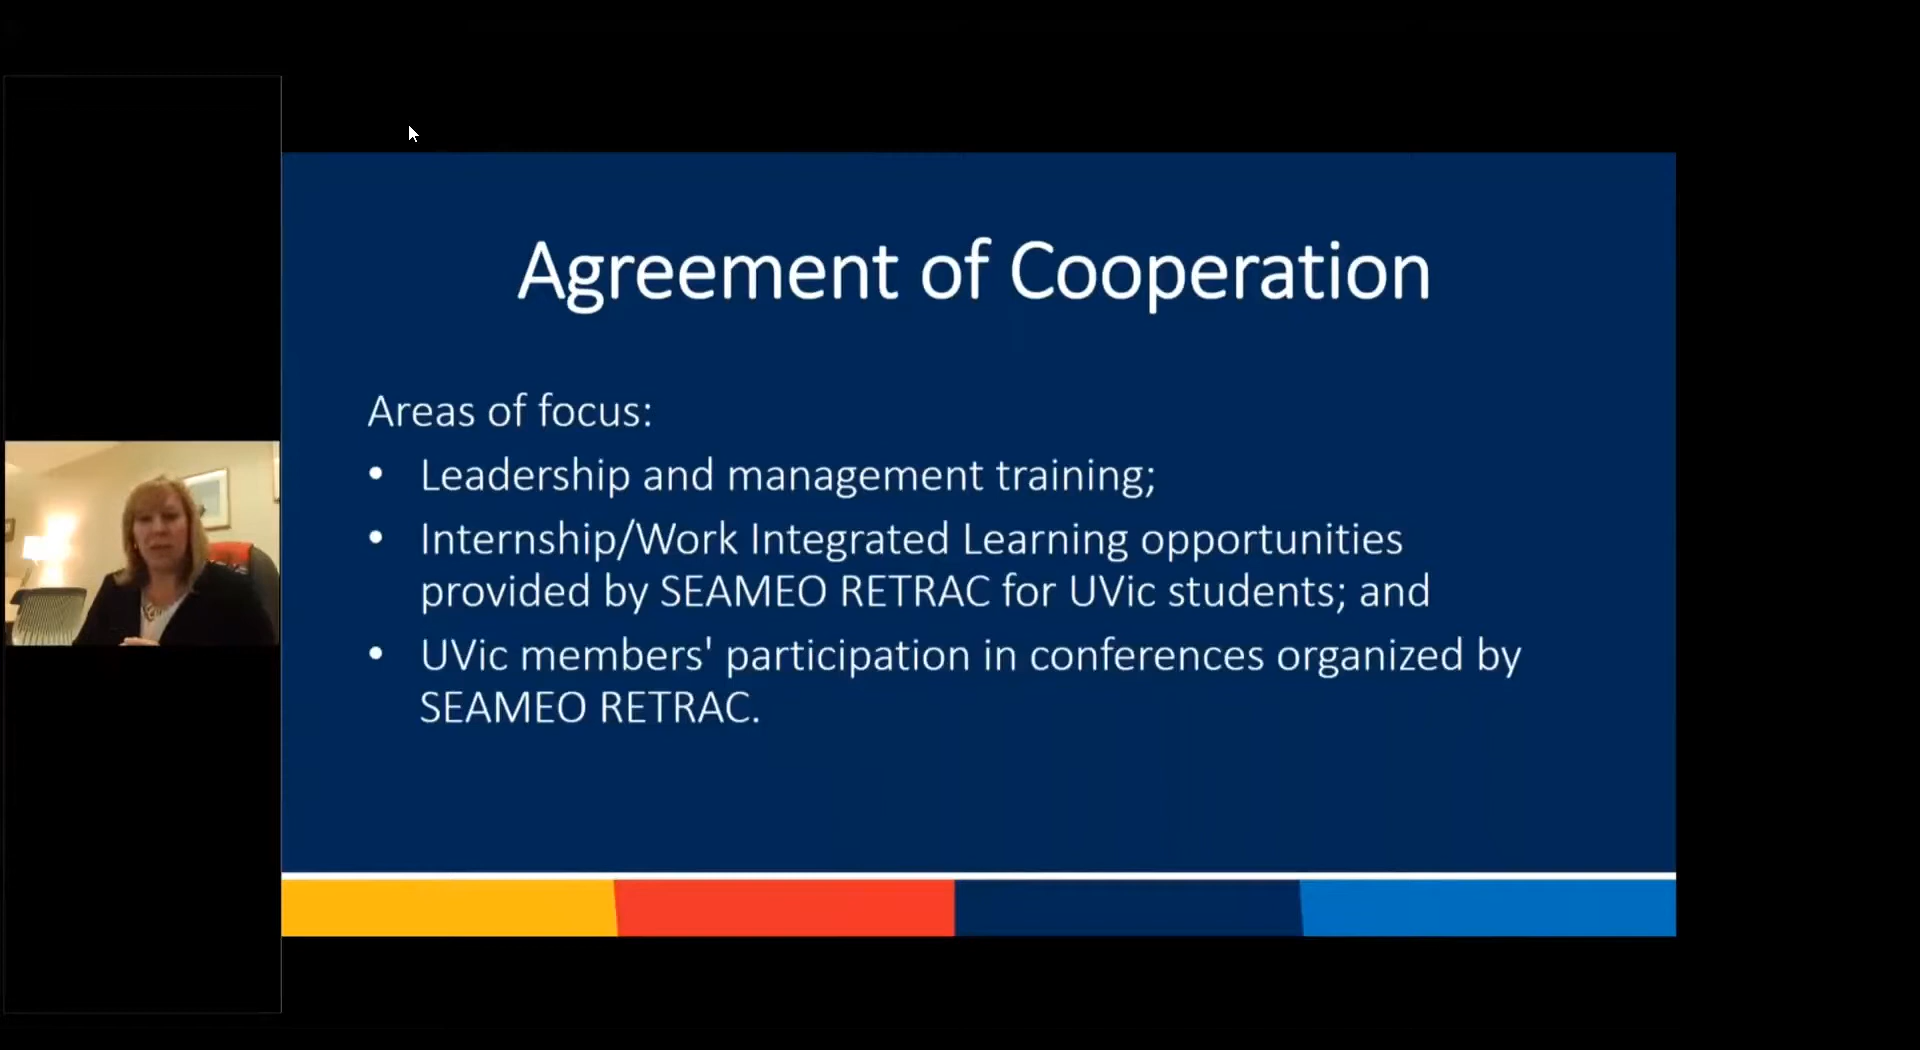 Agreement of Cooperation
Areas of focus:
• Leadership and management training;
• Internship/Work Integrated Learning opportunities
provided by SEAMEO RETRAC for UVic students; and
• UVic members' participation in conferences organized by
SEAMEO RETRAC.